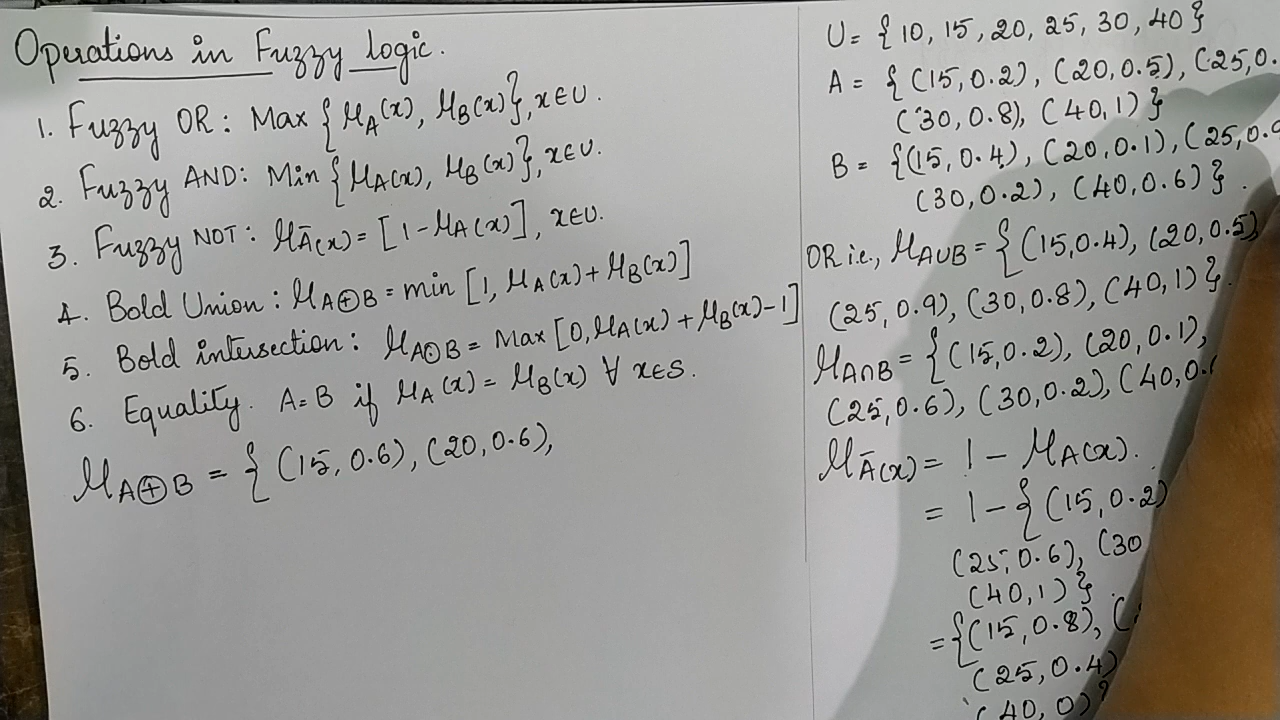 Operations in Fuzzy logic.
1. Fuzzy OR: Max {μA(x), μB(x)}, x∈U.
2. Fuzzy AND: Min {μA(x), μB(x)}, x∈U.
3. Fuzzy NOT: μĀ(x) = [1-μA(x)], x∈U.
4. Bold Union: μA⊕B = min [1, μA(x)+μB(x)]
5. Bold intersection: μA⊙B = Max [0, μA(x)+μB(x)-1]
6. Equality. A=B if μA(x) = μB(x) ∀ x∈S.
μA⊕B = {(15, 0.6), (20, 0.6),
U = {10, 15, 20, 25, 30, 40}
A = {(15, 0.2), (20, 0.5), (25, 0.
(30, 0.8), (40, 1)}
B = {(15, 0.4), (20, 0.1), (25, 0.9
(30, 0.2), (40, 0.6)}.
OR i.e., μA∪B = {(15, 0.4), (20, 0.5),
(25, 0.9), (30, 0.8), (40, 1)}.
μA∩B = {(15, 0.2), (20, 0.1),
(25, 0.6), (30, 0.2), (40, 0.
μĀ(x) = 1 - μA(x).
= 1 - {(15, 0.2)
(25, 0.6), (30
(40, 1)}.
= {(15, 0.8), (
(25, 0.4)
(40, 0)}